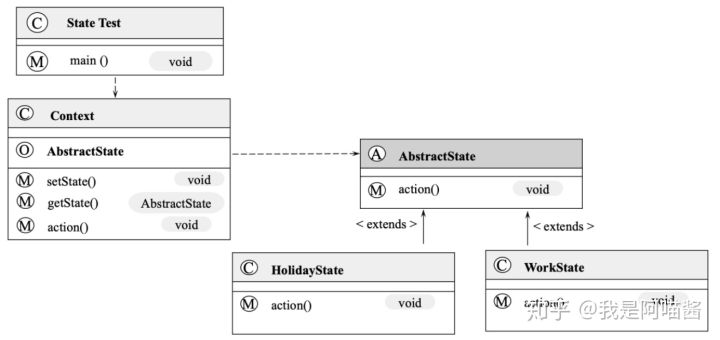 C State Test
M main () void
C Context
O AbstractState
M setState() void
M getState() AbstractState
M action() void
A AbstractState
M action() void
< extends >
< extends >
C HolidayState
M action() void
C WorkState
M action() void
知乎 @我是阿喵酱